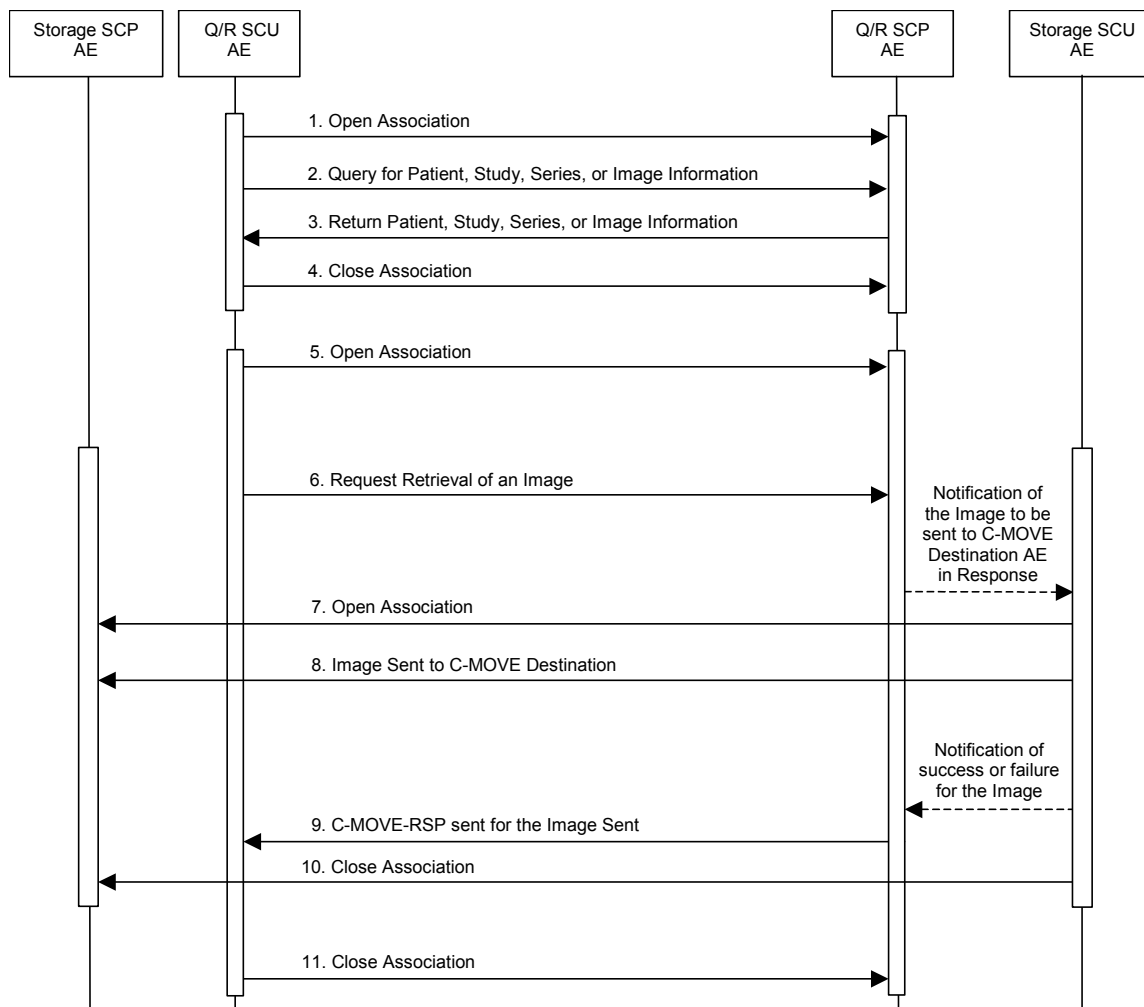 Storage SCP
AE
Q/R SCU
AE
Q/R SCP
AE
Storage SCU
AE
1. Open Association
2. Query for Patient, Study, Series, or Image Information
3. Return Patient, Study, Series, or Image Information
4. Close Association
5. Open Association
6. Request Retrieval of an Image
Notification of
the Image to be
sent to C-MOVE
Destination AE
in Response
7. Open Association
8. Image Sent to C-MOVE Destination
Notification of
success or failure
for the Image
9. C-MOVE-RSP sent for the Image Sent
10. Close Association
11. Close Association